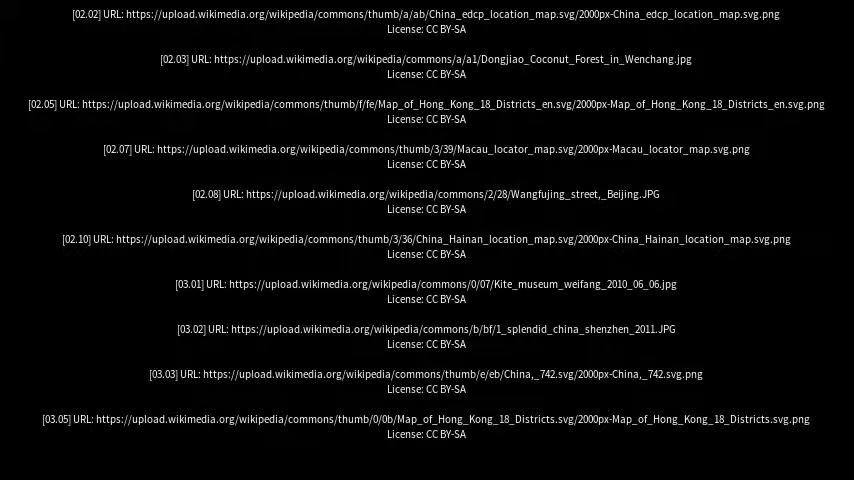 [02.02] URL: https://upload.wikimedia.org/wikipedia/commons/thumb/a/ab/China_edcp_location_map.svg/2000px-China_edcp_location_map.svg.png
License: CC BY-SA
[02.03] URL: https://upload.wikimedia.org/wikipedia/commons/a/a1/Dongjiao_Coconut_Forest_in_Wenchang.jpg
License: CC BY-SA
[02.05] URL: https://upload.wikimedia.org/wikipedia/commons/thumb/f/fe/Map_of_Hong_Kong_18_Districts_en.svg/2000px-Map_of_Hong_Kong_18_Districts_en.svg.png
License: CC BY-SA
[02.07] URL: https://upload.wikimedia.org/wikipedia/commons/thumb/3/39/Macau_locator_map.svg/2000px-Macau_locator_map.svg.png
License: CC BY-SA
[02.08] URL: https://upload.wikimedia.org/wikipedia/commons/2/28/Wangfujing_street,_Beijing.JPG
License: CC BY-SA
[02.10] URL: https://upload.wikimedia.org/wikipedia/commons/thumb/3/36/China_Hainan_location_map.svg/2000px-China_Hainan_location_map.svg.png
License: CC BY-SA
[03.01] URL: https://upload.wikimedia.org/wikipedia/commons/0/07/Kite_museum_weifang_2010_06_06.jpg
License: CC BY-SA
[03.02] URL: https://upload.wikimedia.org/wikipedia/commons/b/bf/1_splendid_china_shenzhen_2011.JPG
License: CC BY-SA
[03.03] URL: https://upload.wikimedia.org/wikipedia/commons/thumb/e/eb/China,_742.svg/2000px-China,_742.svg.png
License: CC BY-SA
[03.05] URL: https://upload.wikimedia.org/wikipedia/commons/thumb/0/0b/Map_of_Hong_Kong_18_Districts.svg/2000px-Map_of_Hong_Kong_18_Districts.svg.png
License: CC BY-SA